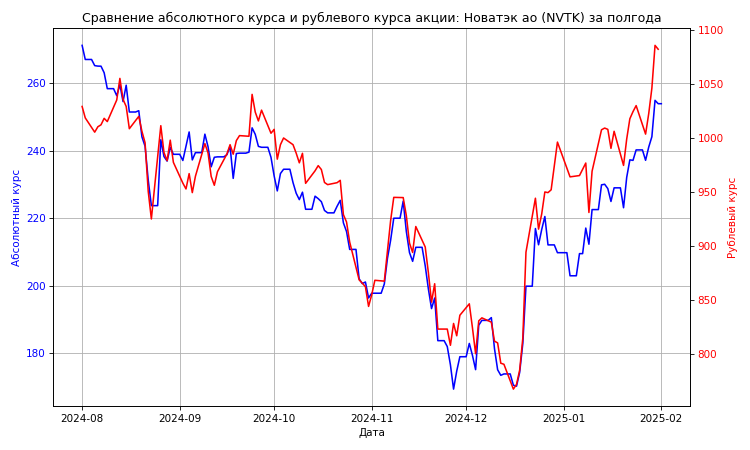 Сравнение абсолютного курса и рублевого курса акции: Новатэк ао (NVTK) за полгода
1100
1050
1000
950
900
850
800
Рублевый курс
260
240
220
200
180
Абсолютный курс
2024-08 2024-09 2024-10 2024-11 2024-12 2025-01 2025-02
Дата